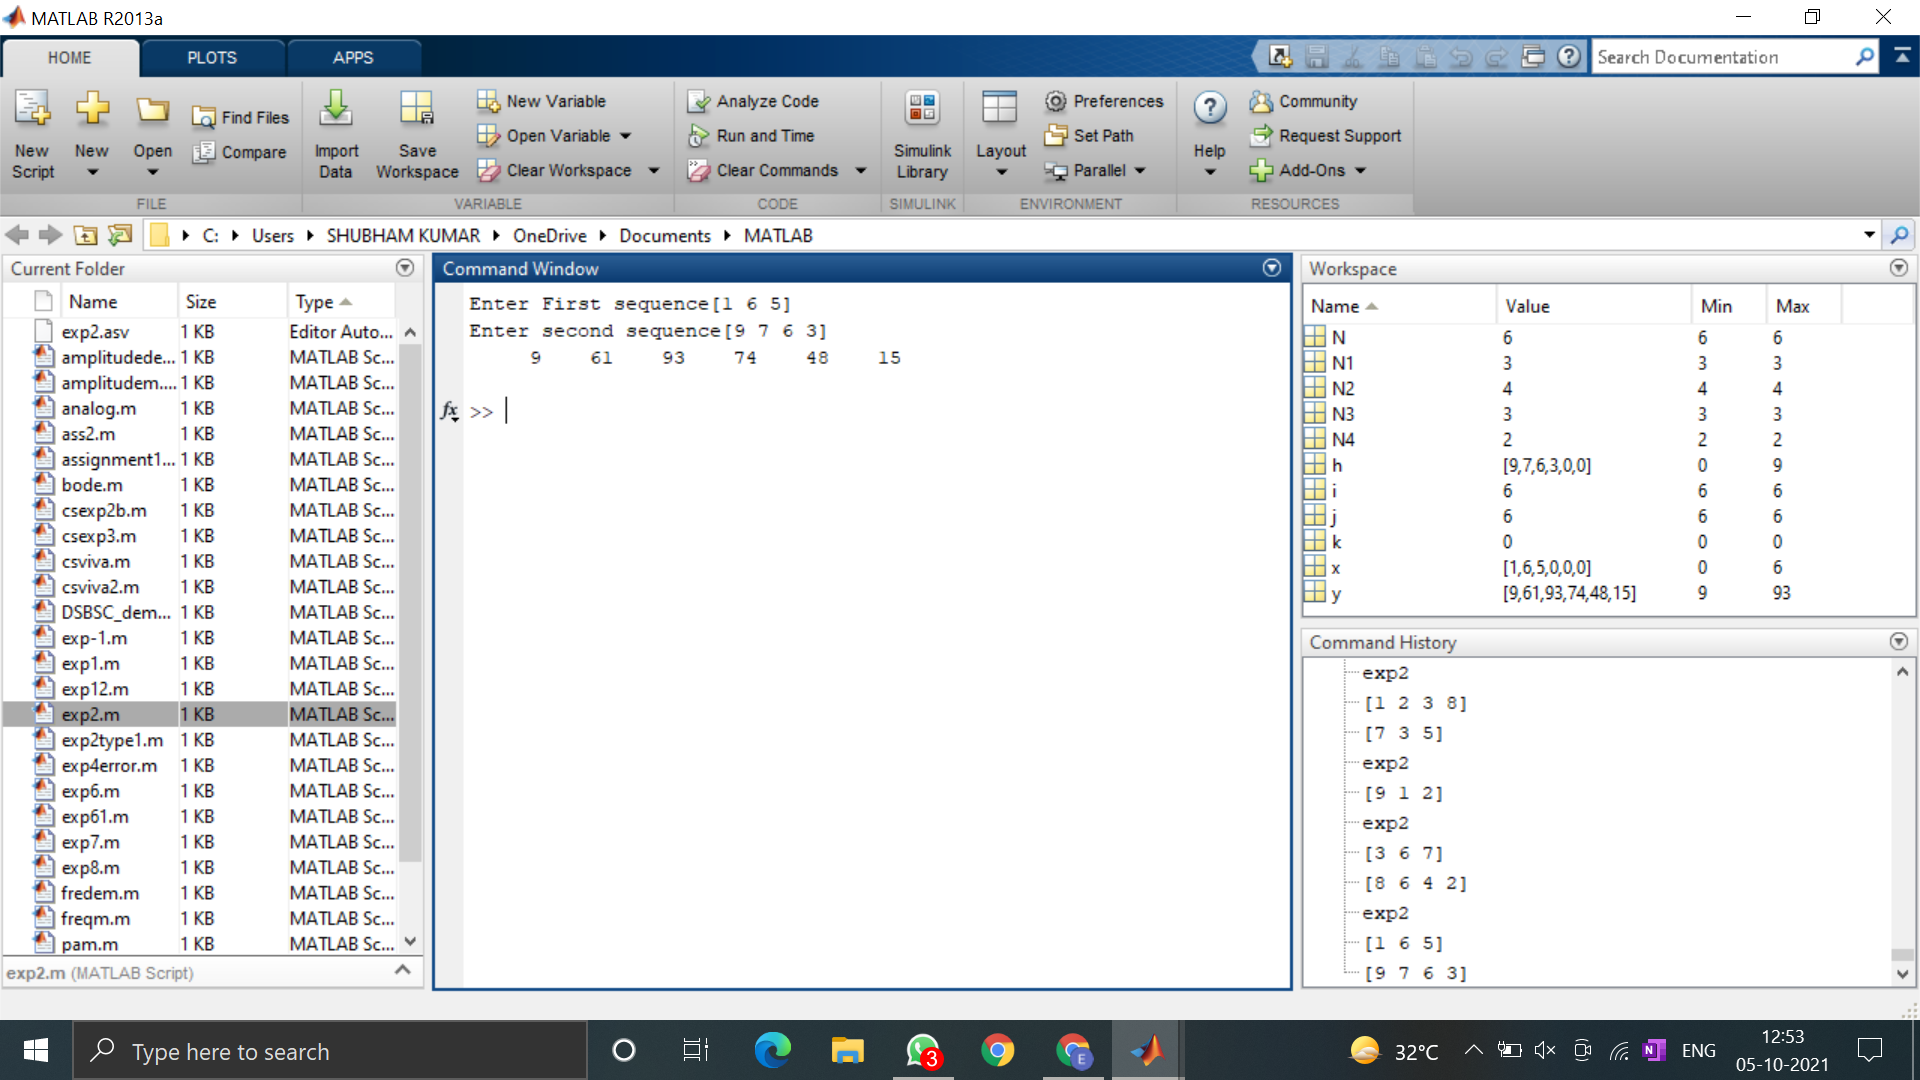 MATLAB R2013a
HOME PLOTS APPS
Search Documentation
New Script
New
Open
Find Files
Compare
FILE
Import Data
Save Workspace
New Variable
Open Variable
Clear Workspace
VARIABLE
Analyze Code
Run and Time
Clear Commands
CODE
Simulink Library
SIMULINK
Layout
Preferences
Set Path
Parallel
ENVIRONMENT
Help
Community
Request Support
Add-Ons
RESOURCES
C: Users SHUBHAM KUMAR OneDrive Documents MATLAB
Current Folder
Name Size Type
exp2.asv 1 KB Editor Auto...
amplitudede... 1 KB MATLAB Sc...
amplitudem.... 1 KB MATLAB Sc...
analog.m 1 KB MATLAB Sc...
ass2.m 1 KB MATLAB Sc...
assignment1... 1 KB MATLAB Sc...
bode.m 1 KB MATLAB Sc...
csexp2b.m 1 KB MATLAB Sc...
csexp3.m 1 KB MATLAB Sc...
csviva.m 1 KB MATLAB Sc...
csviva2.m 1 KB MATLAB Sc...
DSBSC_dem... 1 KB MATLAB Sc...
exp-1.m 1 KB MATLAB Sc...
exp1.m 1 KB MATLAB Sc...
exp12.m 1 KB MATLAB Sc...
exp2.m 1 KB MATLAB Sc...
exp2type1.m 1 KB MATLAB Sc...
exp4error.m 1 KB MATLAB Sc...
exp6.m 1 KB MATLAB Sc...
exp61.m 1 KB MATLAB Sc...
exp7.m 1 KB MATLAB Sc...
exp8.m 1 KB MATLAB Sc...
fredem.m 1 KB MATLAB Sc...
freqm.m 1 KB MATLAB Sc...
pam.m 1 KB MATLAB Sc...
exp2.m (MATLAB Script)
Command Window
Enter First sequence[1 6 5]
Enter second sequence[9 7 6 3]
9 61 93 74 48 15
fx >>
Workspace
Name Value Min Max
N 6 6 6
N1 3 3 3
N2 4 4 4
N3 3 3 3
N4 2 2 2
h [9,7,6,3,0,0] 0 9
i 6 6 6
j 6 6 6
k 0 0 0
x [1,6,5,0,0,0] 0 6
y [9,61,93,74,48,15] 9 93
Command History
exp2
[1 2 3 8]
[7 3 5]
exp2
[9 1 2]
exp2
[3 6 7]
[8 6 4 2]
exp2
[1 6 5]
[9 7 6 3]
Type here to search
3
E
32°C
N
ENG
12:53
05-10-2021